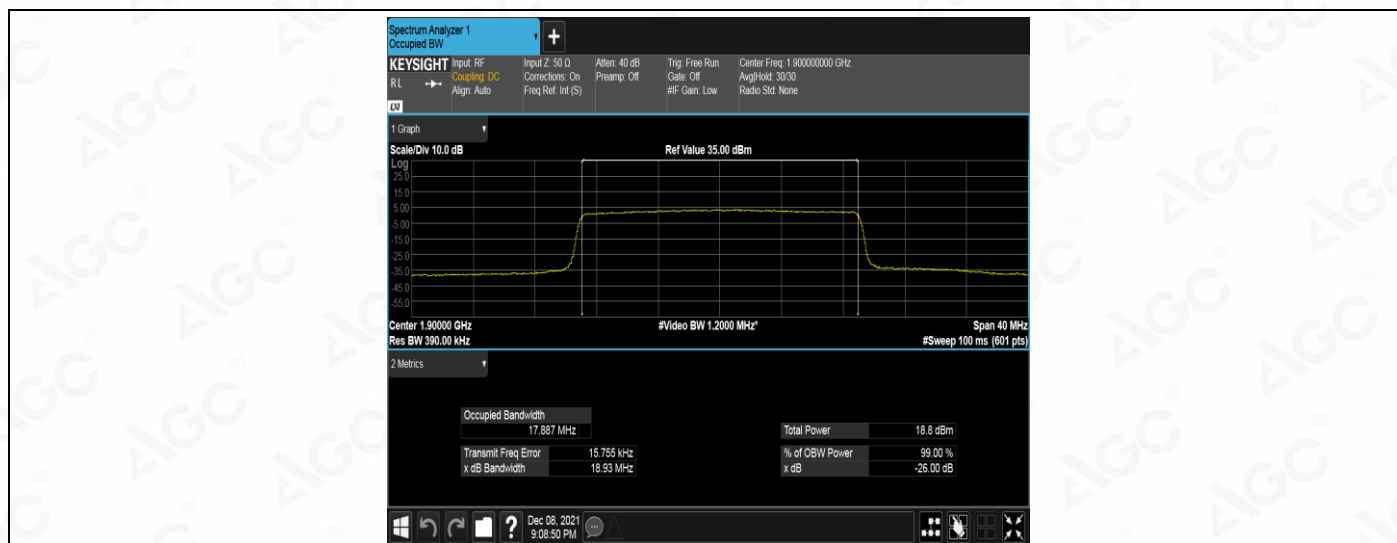 Spectrum Analyzer 1
Occupied BW
+
KEYSIGHT Input: RF Input Z: 50 Ω Atten: 40 dB Trig: Free Run Center Freq: 1.900000000 GHz
R L Coupling: DC Corrections: On Preamp: Off Gate: Off Avg|Hold: 30/30
Align: Auto Freq Ref: Int (S) #IF Gain: Low Radio Std: None
LXI
1 Graph
Scale/Div 10.0 dB Ref Value 35.00 dBm
Log
25.0
15.0
5.00
-5.00
-15.0
-25.0
-35.0
-45.0
-55.0
Center 1.90000 GHz #Video BW 1.2000 MHz* Span 40 MHz
Res BW 390.00 kHz #Sweep 100 ms (601 pts)
2 Metrics
Occupied Bandwidth
17.887 MHz Total Power 18.8 dBm
Transmit Freq Error 15.755 kHz % of OBW Power 99.00 %
x dB Bandwidth 18.93 MHz x dB -26.00 dB
? Dec 08, 2021
9:08:50 PM
AGC